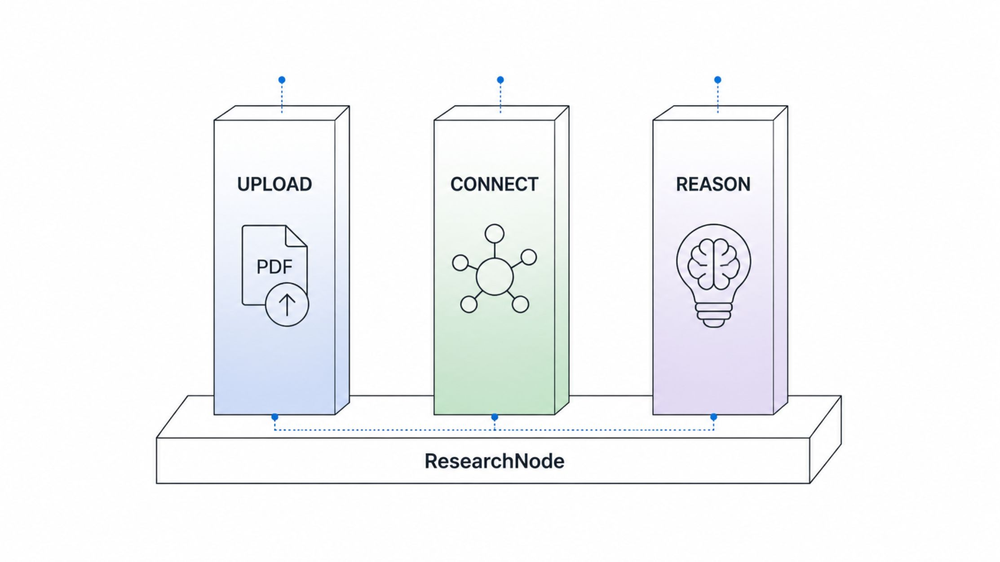 UPLOAD
CONNECT
REASON
PDF
ResearchNode